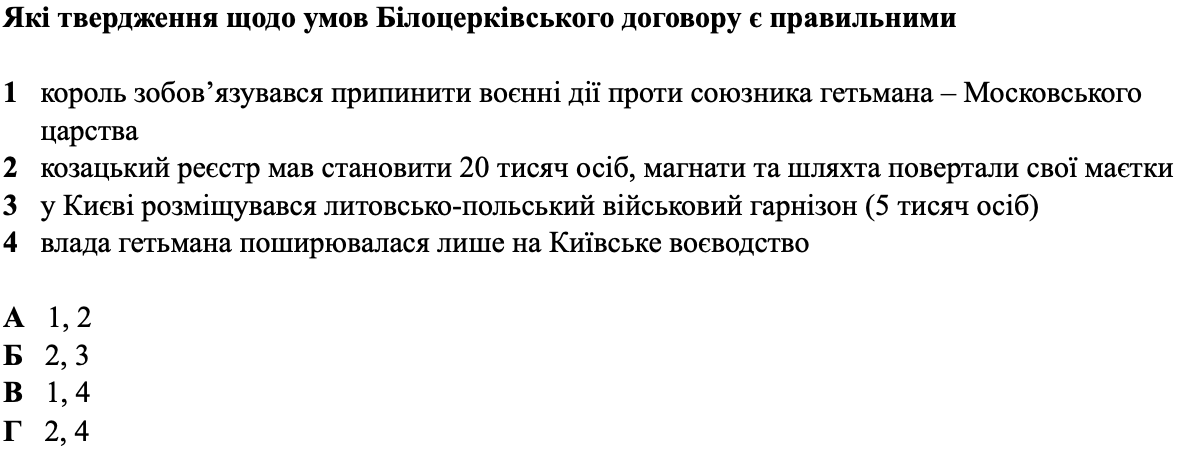 Які твердження щодо умов Білоцерківського договору є правильними
1 король зобов’язувався припинити воєнні дії проти союзника гетьмана – Московського
царства
2 козацький реєстр мав становити 20 тисяч осіб, магнати та шляхта повертали свої маєтки
3 у Києві розміщувався литовсько-польський військовий гарнізон (5 тисяч осіб)
4 влада гетьмана поширювалася лише на Київське воєводство
А 1, 2
Б 2, 3
В 1, 4
Г 2, 4